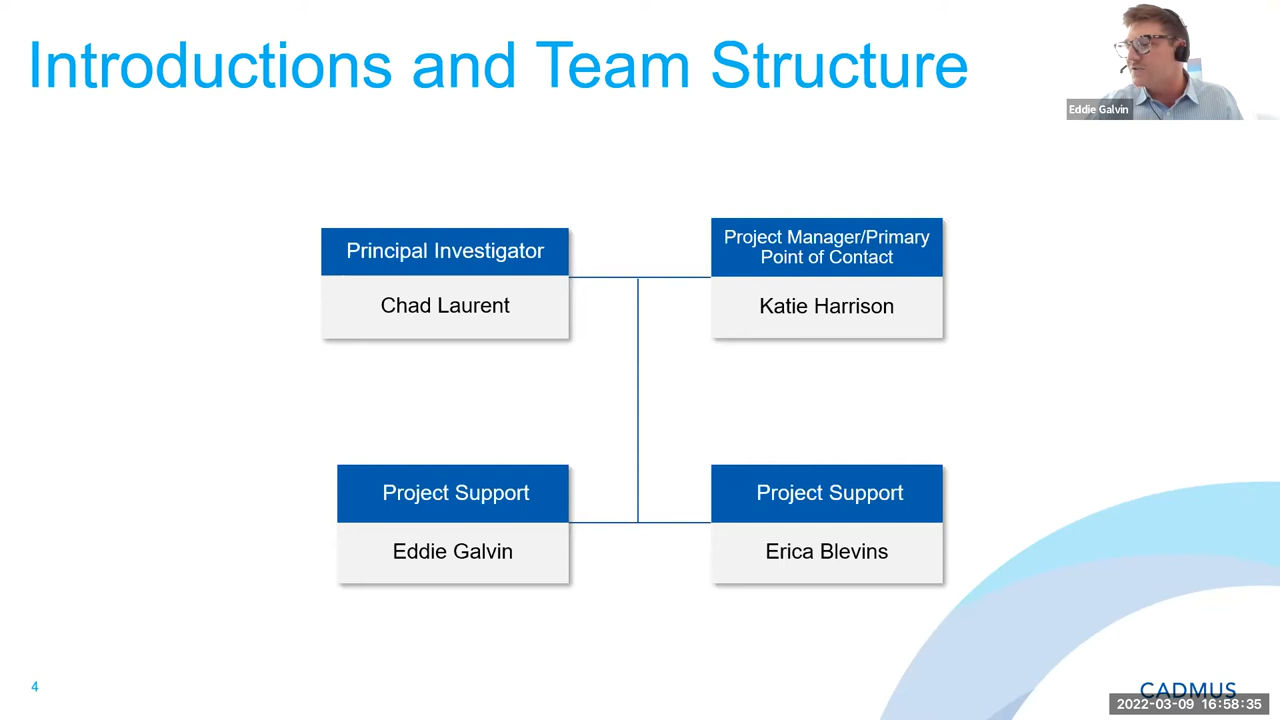 Introductions and Team Structure
Eddie Galvin
Principal Investigator
Chad Laurent
Project Manager/Primary
Point of Contact
Katie Harrison
Project Support
Eddie Galvin
Project Support
Erica Blevins
4
CADMUS
2022-03-09 16:58:35